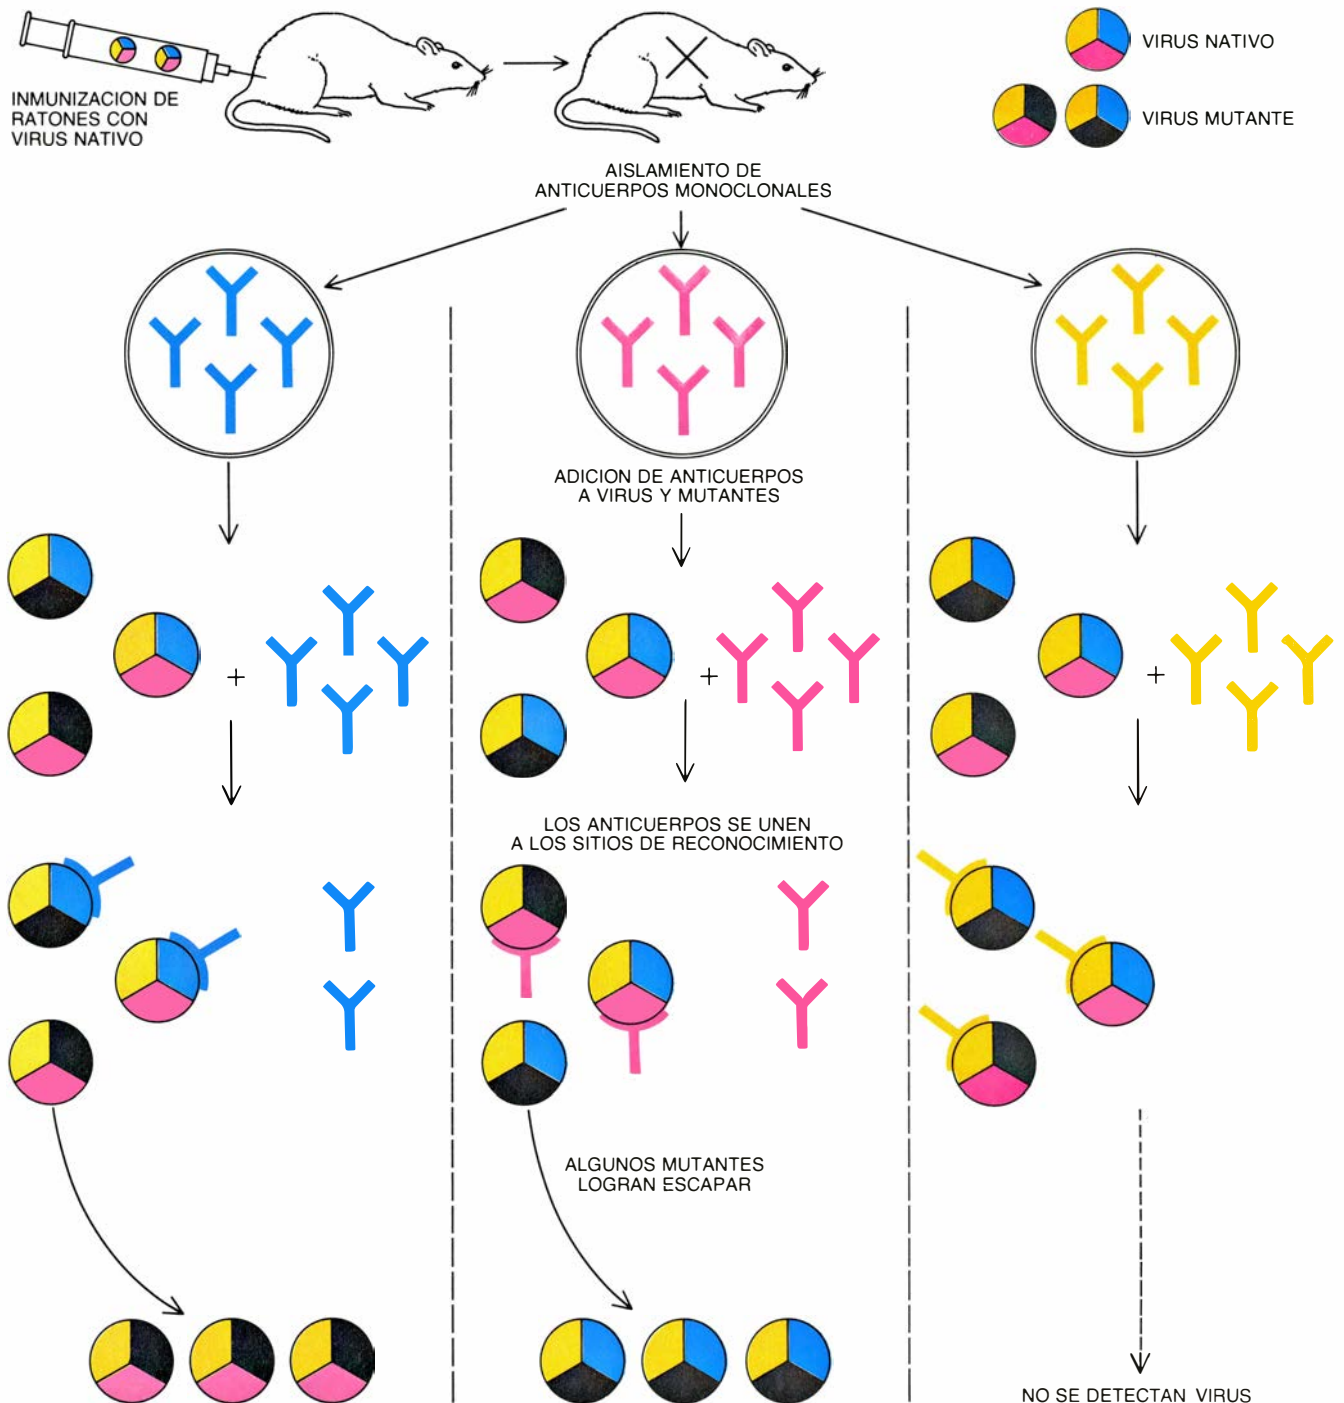 INMUNIZACION DE
RATONES CON
VIRUS NATIVO
VIRUS NATIVO
VIRUS MUTANTE
AISLAMIENTO DE
ANTICUERPOS MONOCLONALES
ADICION DE ANTICUERPOS
A VIRUS Y MUTANTES
+
+
+
LOS ANTICUERPOS SE UNEN
A LOS SITIOS DE RECONOCIMIENTO
ALGUNOS MUTANTES
LOGRAN ESCAPAR
NO SE DETECTAN VIRUS